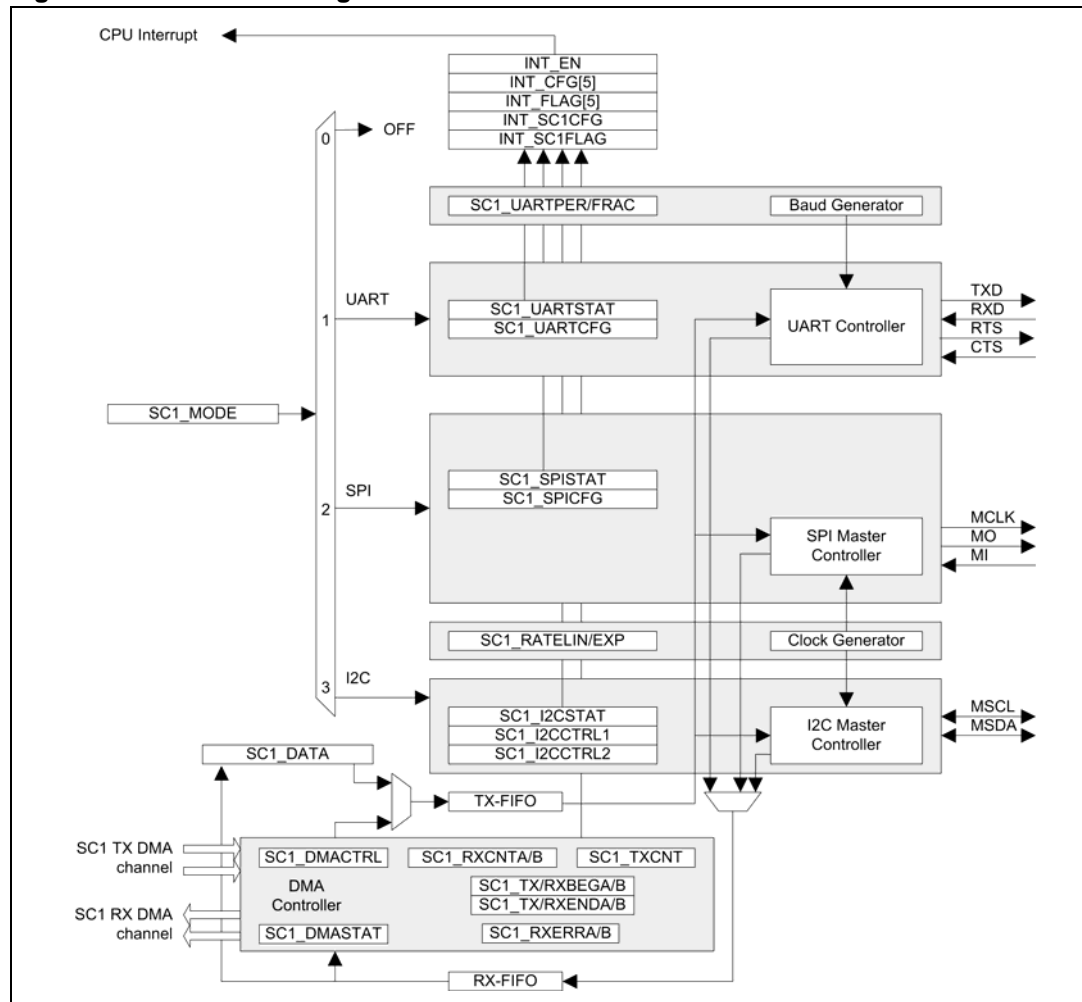 CPU Interrupt
INT_EN
INT_CFG[5]
INT_FLAG[5]
INT_SC1CFG
INT_SC1FLAG
0
OFF
SC1_UARTPER/FRAC
Baud Generator
UART
1
SC1_UARTSTAT
SC1_UARTCFG
UART Controller
TXD
RXD
RTS
CTS
SC1_MODE
SPI
2
SC1_SPISTAT
SC1_SPICFG
SPI Master
Controller
MCLK
MO
MI
SC1_RATELIN/EXP
Clock Generator
I2C
3
SC1_I2CSTAT
SC1_I2CCTRL1
SC1_I2CCTRL2
I2C Master
Controller
MSCL
MSDA
SC1_DATA
TX-FIFO
SC1 TX DMA
channel
SC1_DMACTRL
SC1_RXCNTA/B
SC1_TXCNT
DMA
Controller
SC1_TX/RXBEGA/B
SC1_TX/RXENDA/B
SC1 RX DMA
channel
SC1_DMASTAT
SC1_RXERRA/B
RX-FIFO